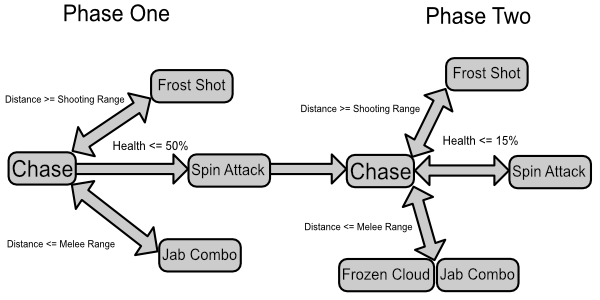 Phase One
Phase Two
Frost Shot
Frost Shot
Distance >= Shooting Range
Distance >= Shooting Range
Health <= 50%
Health <= 15%
Chase
Spin Attack
Chase
Spin Attack
Distance <= Melee Range
Distance <= Melee Range
Jab Combo
Frozen Cloud
Jab Combo